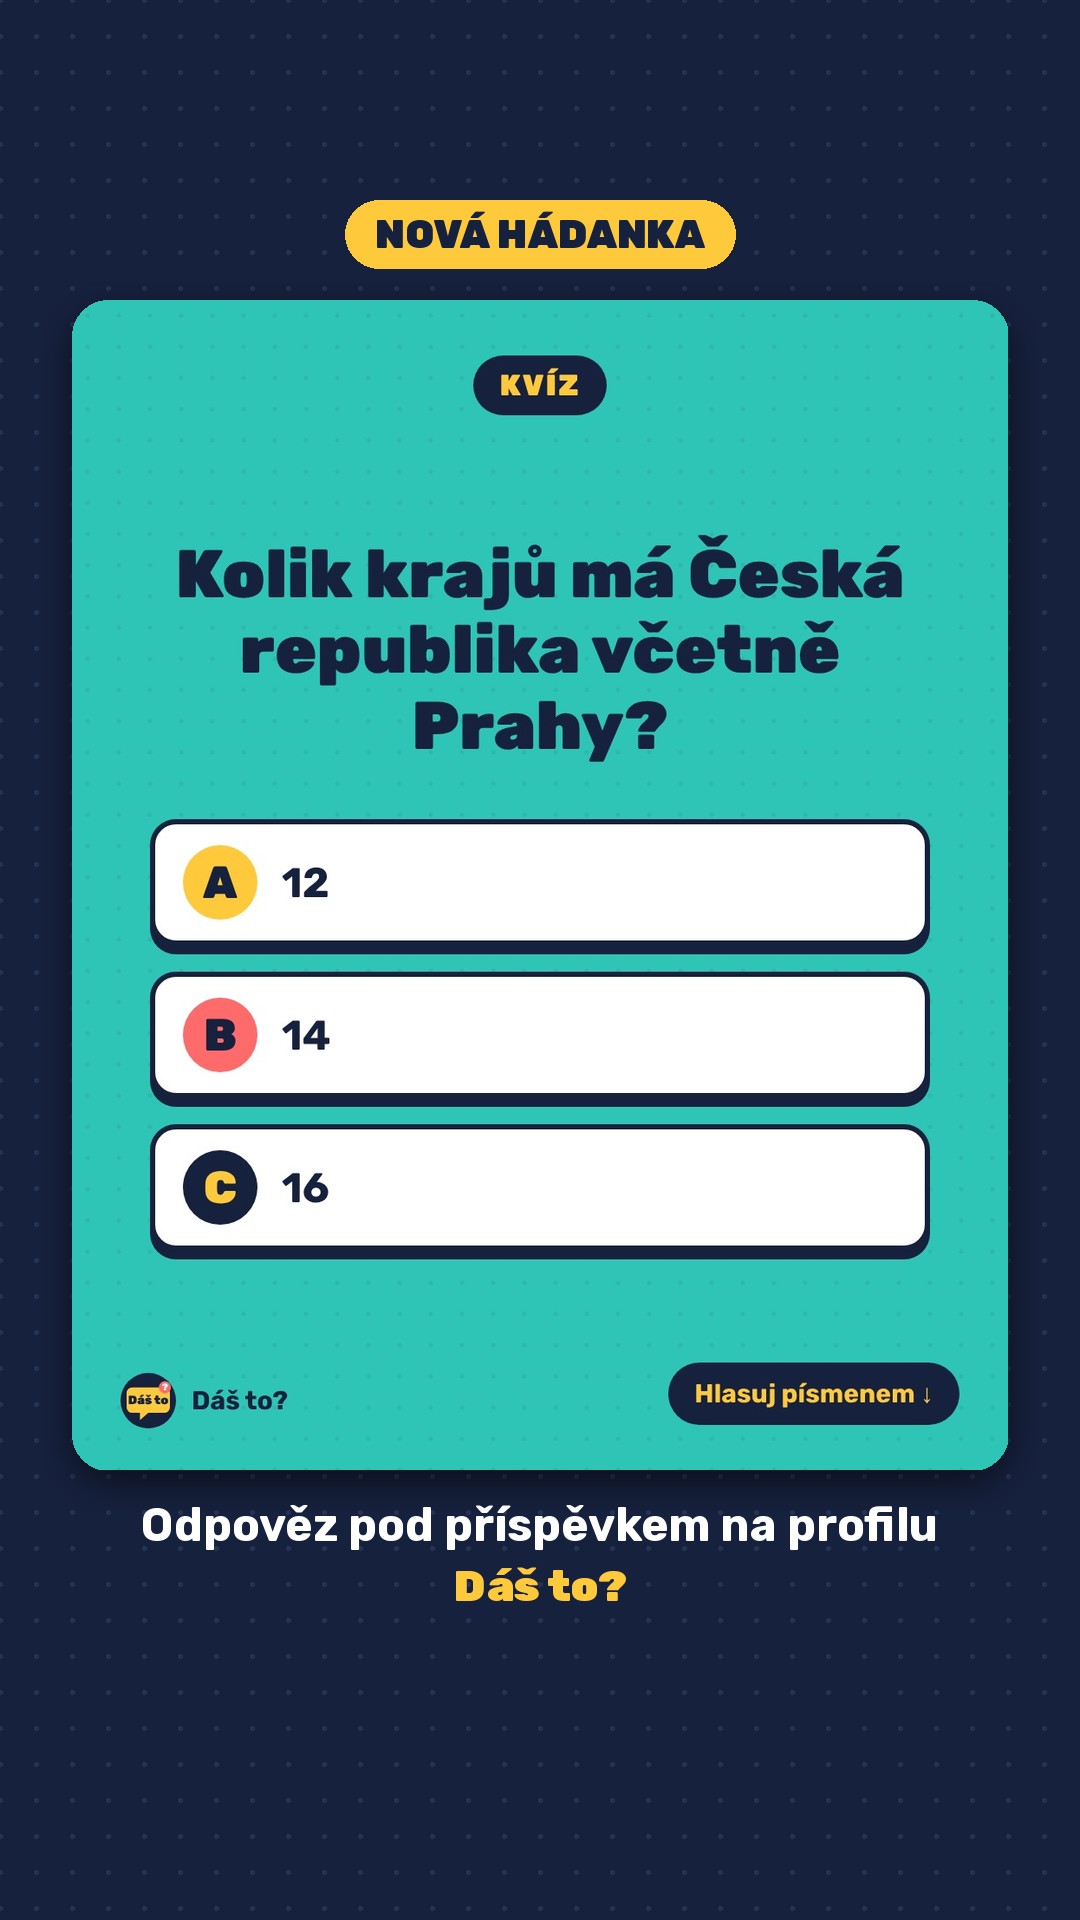 NOVÁ HÁDANKA
KVÍZ
Kolik krajů má Česká
republika včetně
Prahy?
A 12
B 14
C 16
Dáš to ?
Dáš to?
Hlasuj písmenem ↓
Odpověz pod příspěvkem na profilu
Dáš to?